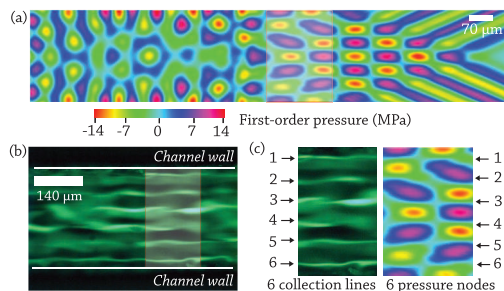 (a)
70 µm
First-order pressure (MPa)
-14 -7 0 7 14
(b)
Channel wall
140 µm
Channel wall
(c)
1
2
3
4
5
6
1
2
3
4
5
6
6 collection lines
6 pressure nodes